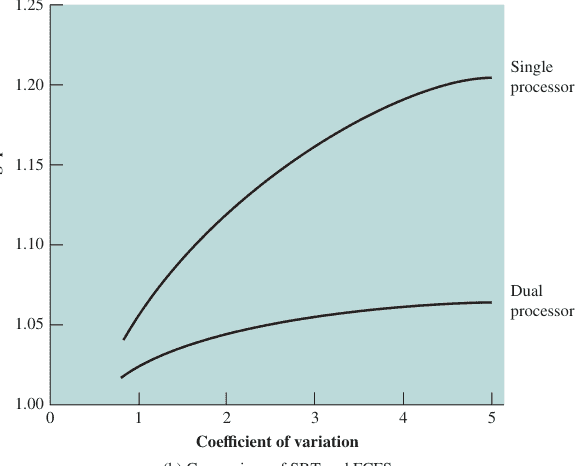 1.25
1.20
1.15
1.10
1.05
1.00
0 1 2 3 4 5
Single
processor
Dual
processor
Coefficient of variation